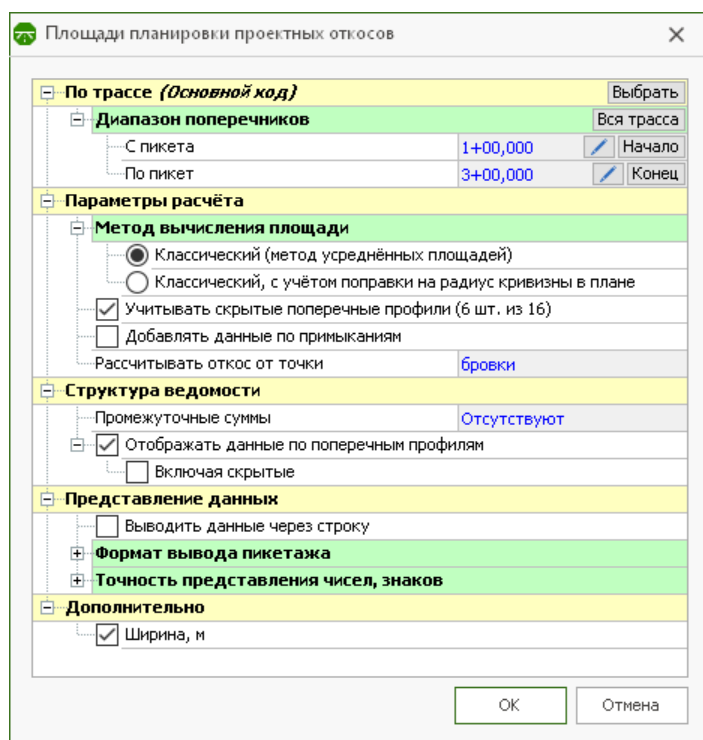 Площади планировки проектных откосов
По трассе {Основной ход} Выбрать
Диапазон поперечников Вся трасса
С пикета 1+00,000 Начало
По пикет 3+00,000 Конец
Параметры расчёта
Метод вычисления площади
Классический (метод усреднённых площадей)
Классический, с учётом поправки на радиус кривизны в плане
Учитывать скрытые поперечные профили (6 шт. из 16)
Добавлять данные по примыканиям
Рассчитывать откос от точки бровки
Структура ведомости
Промежуточные суммы Отсутствуют
Отображать данные по поперечным профилям
Включая скрытые
Представление данных
Выводить данные через строку
Формат вывода пикетажа
Точность представления чисел, знаков
Дополнительно
Ширина, м
OK Отмена